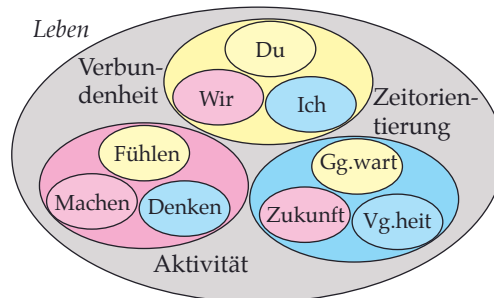 Leben
Du
Verbun-
denheit
Wir
Ich
Zeitorien-
tierung
Fühlen
Gg.wart
Machen
Denken
Zukunft
Vg.heit
Aktivität